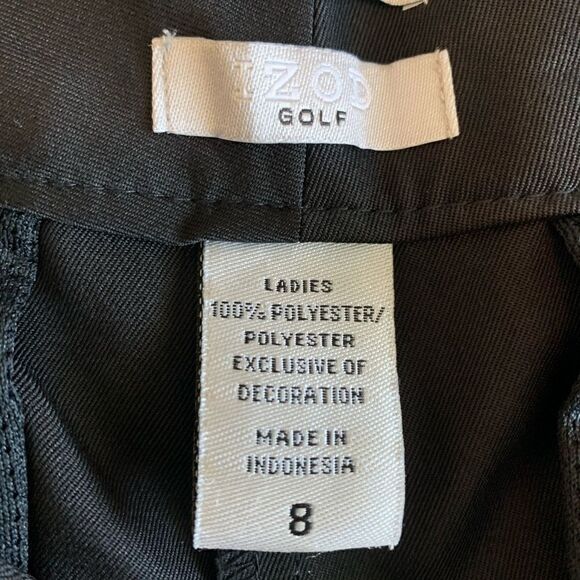 IZOD
GOLF
LADIES
100% POLYESTER/
POLYESTER
EXCLUSIVE OF
DECORATION
MADE IN
INDONESIA
8